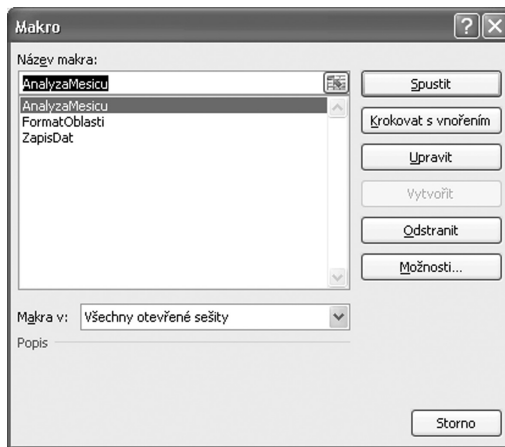 Makro
Název makra:
AnalyzaMesicu
AnalyzaMesicu
FormatOblasti
ZapisDat
Spustit
Krokovat s vnořením
Upravit
Vytvořit
Odstranit
Možnosti...
Makra v:
Všechny otevřené sešity
Popis
Storno